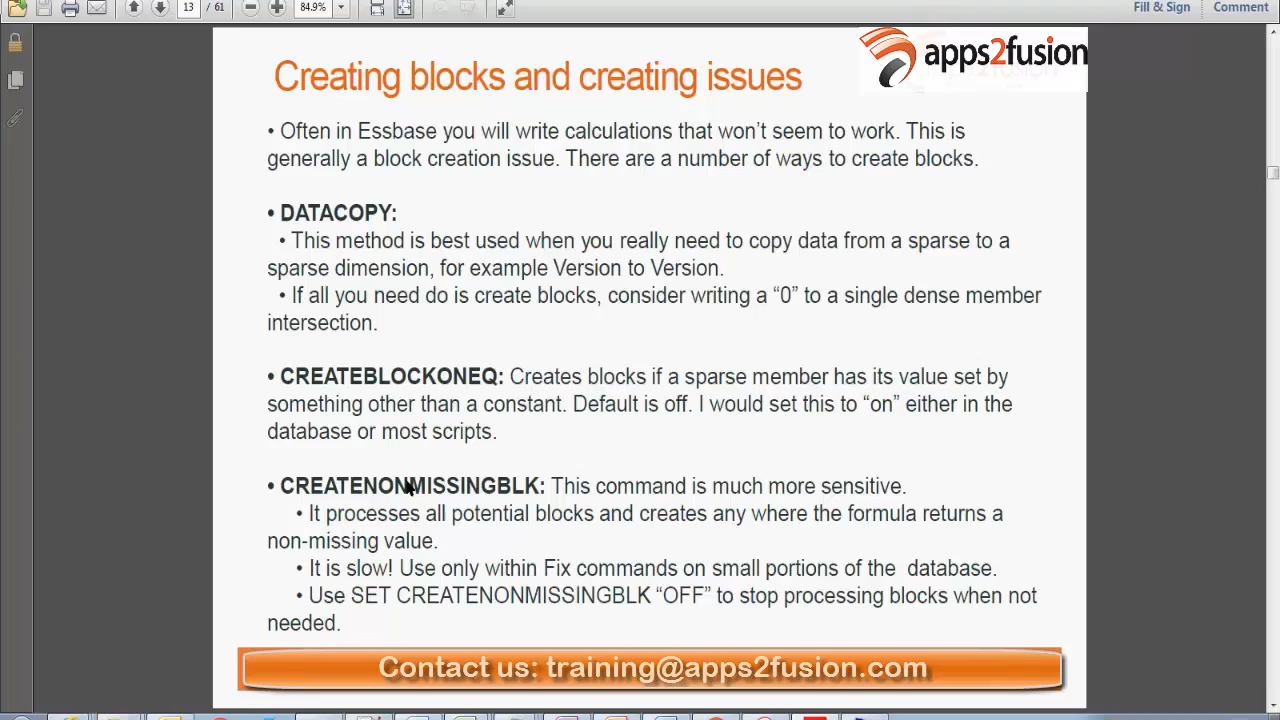 13 / 61
84.9%
Fill & Sign
Comment
apps2fusion
Creating blocks and creating issues
• Often in Essbase you will write calculations that won't seem to work. This is
generally a block creation issue. There are a number of ways to create blocks.
• DATACOPY:
• This method is best used when you really need to copy data from a sparse to a
sparse dimension, for example Version to Version.
• If all you need do is create blocks, consider writing a “0” to a single dense member
intersection.
• CREATEBLOCKONEQ: Creates blocks if a sparse member has its value set by
something other than a constant. Default is off. I would set this to “on” either in the
database or most scripts.
• CREATENONMISSINGBLK: This command is much more sensitive.
• It processes all potential blocks and creates any where the formula returns a
non-missing value.
• It is slow! Use only within Fix commands on small portions of the database.
• Use SET CREATENONMISSINGBLK “OFF” to stop processing blocks when not
needed.
Contact us: training@apps2fusion.com